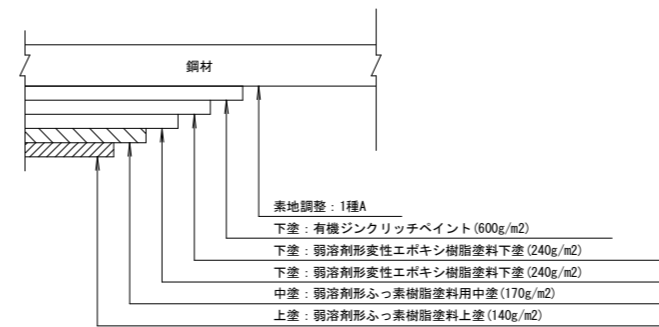 鋼材
素地調整：1種A
下塗：有機ジンクリッチペイント(600g/m2)
下塗：弱溶剤形変性エポキシ樹脂塗料下塗(240g/m2)
下塗：弱溶剤形変性エポキシ樹脂塗料下塗(240g/m2)
中塗：弱溶剤形ふっ素樹脂塗料用中塗(170g/m2)
上塗：弱溶剤形ふっ素樹脂塗料上塗(140g/m2)